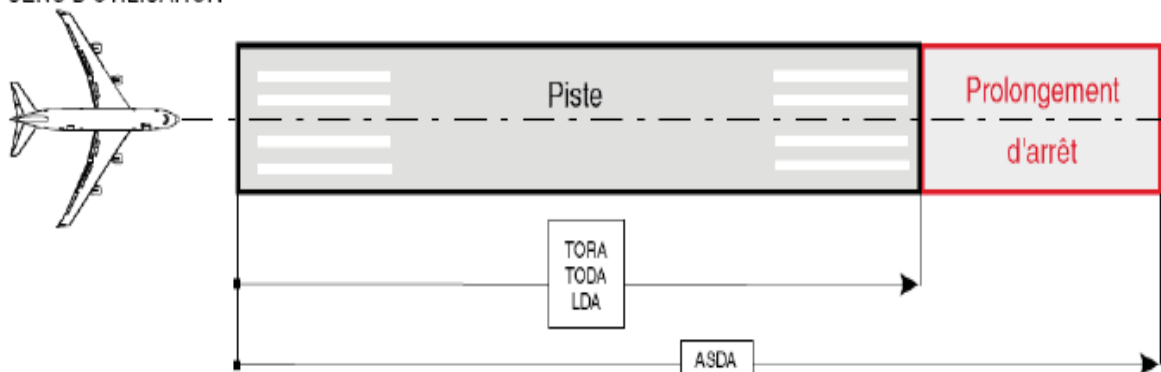 Piste
Prolongement
d'arrêt
TORA
TODA
LDA
ASDA